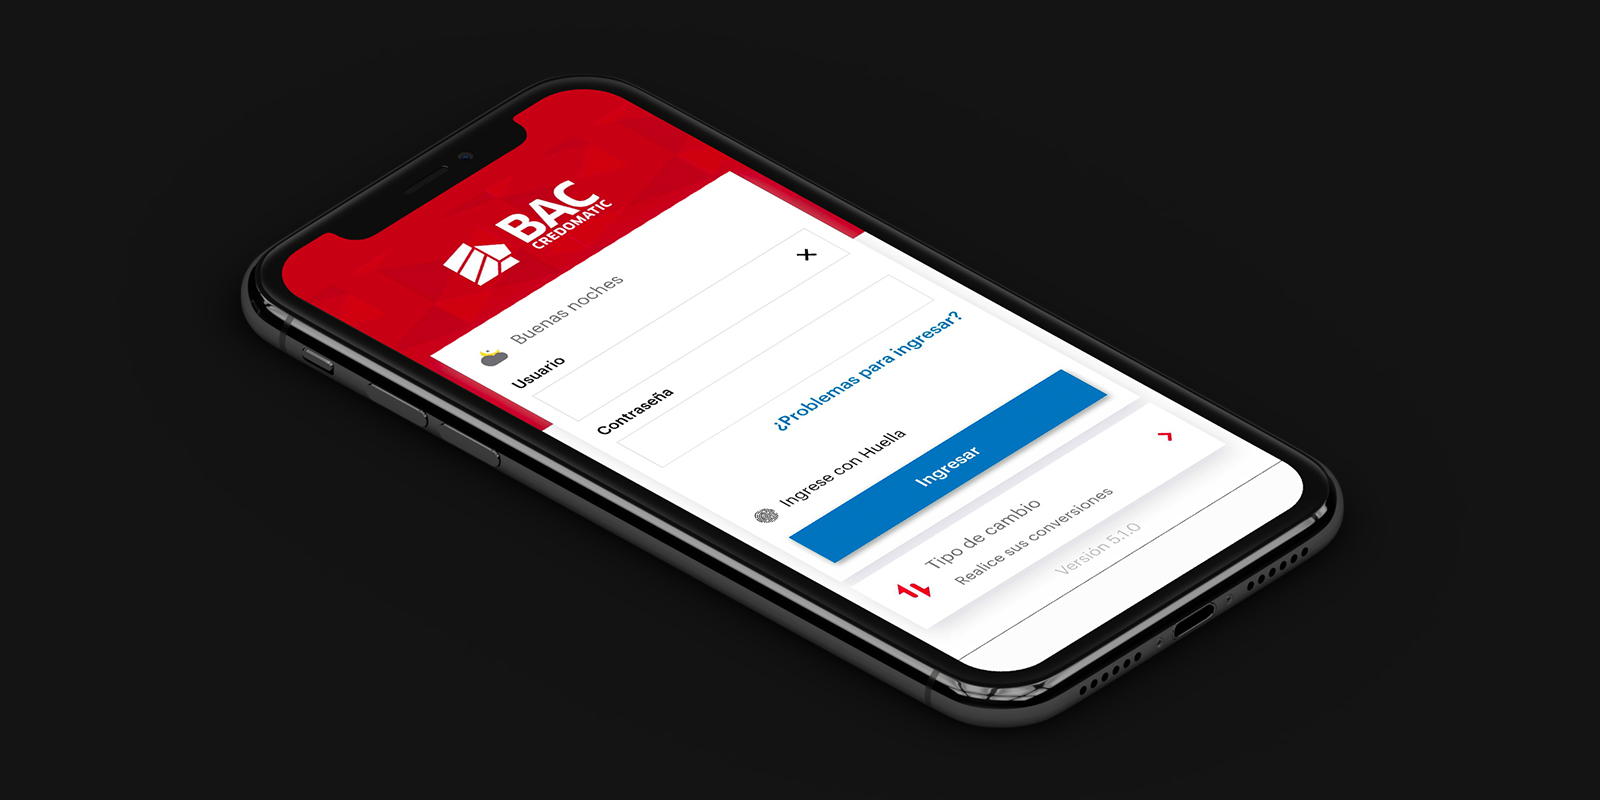 BAC
CREDOMATIC
Buenas noches
Usuario
Contraseña
¿Problemas para ingresar?
Ingrese con Huella
Ingresar
Tipo de cambio
Realice sus conversiones
Versión 5.1.0